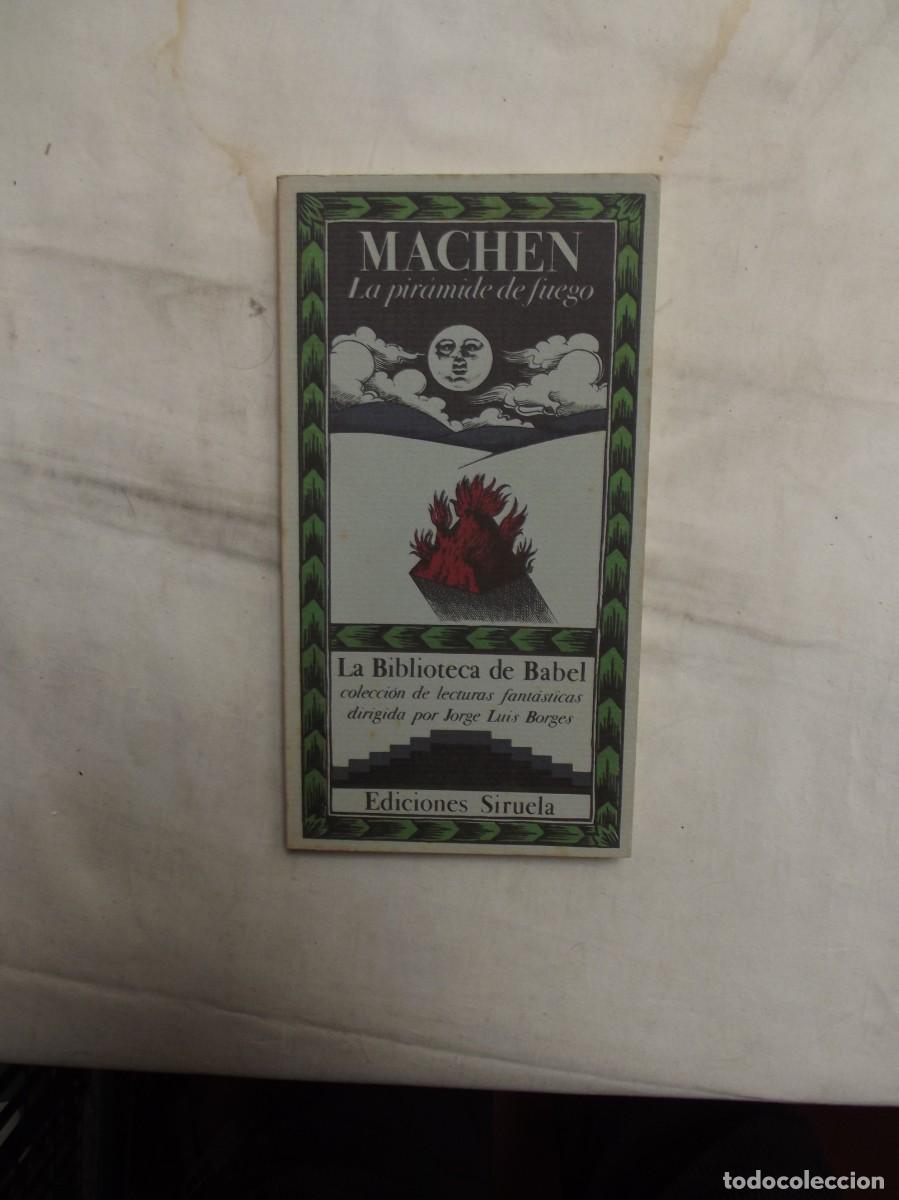 MACHEN
La pirámide de fuego
La Biblioteca de Babel
colección de lecturas fantásticas
dirigida por Jorge Luis Borges
Ediciones Siruela
todocoleccion